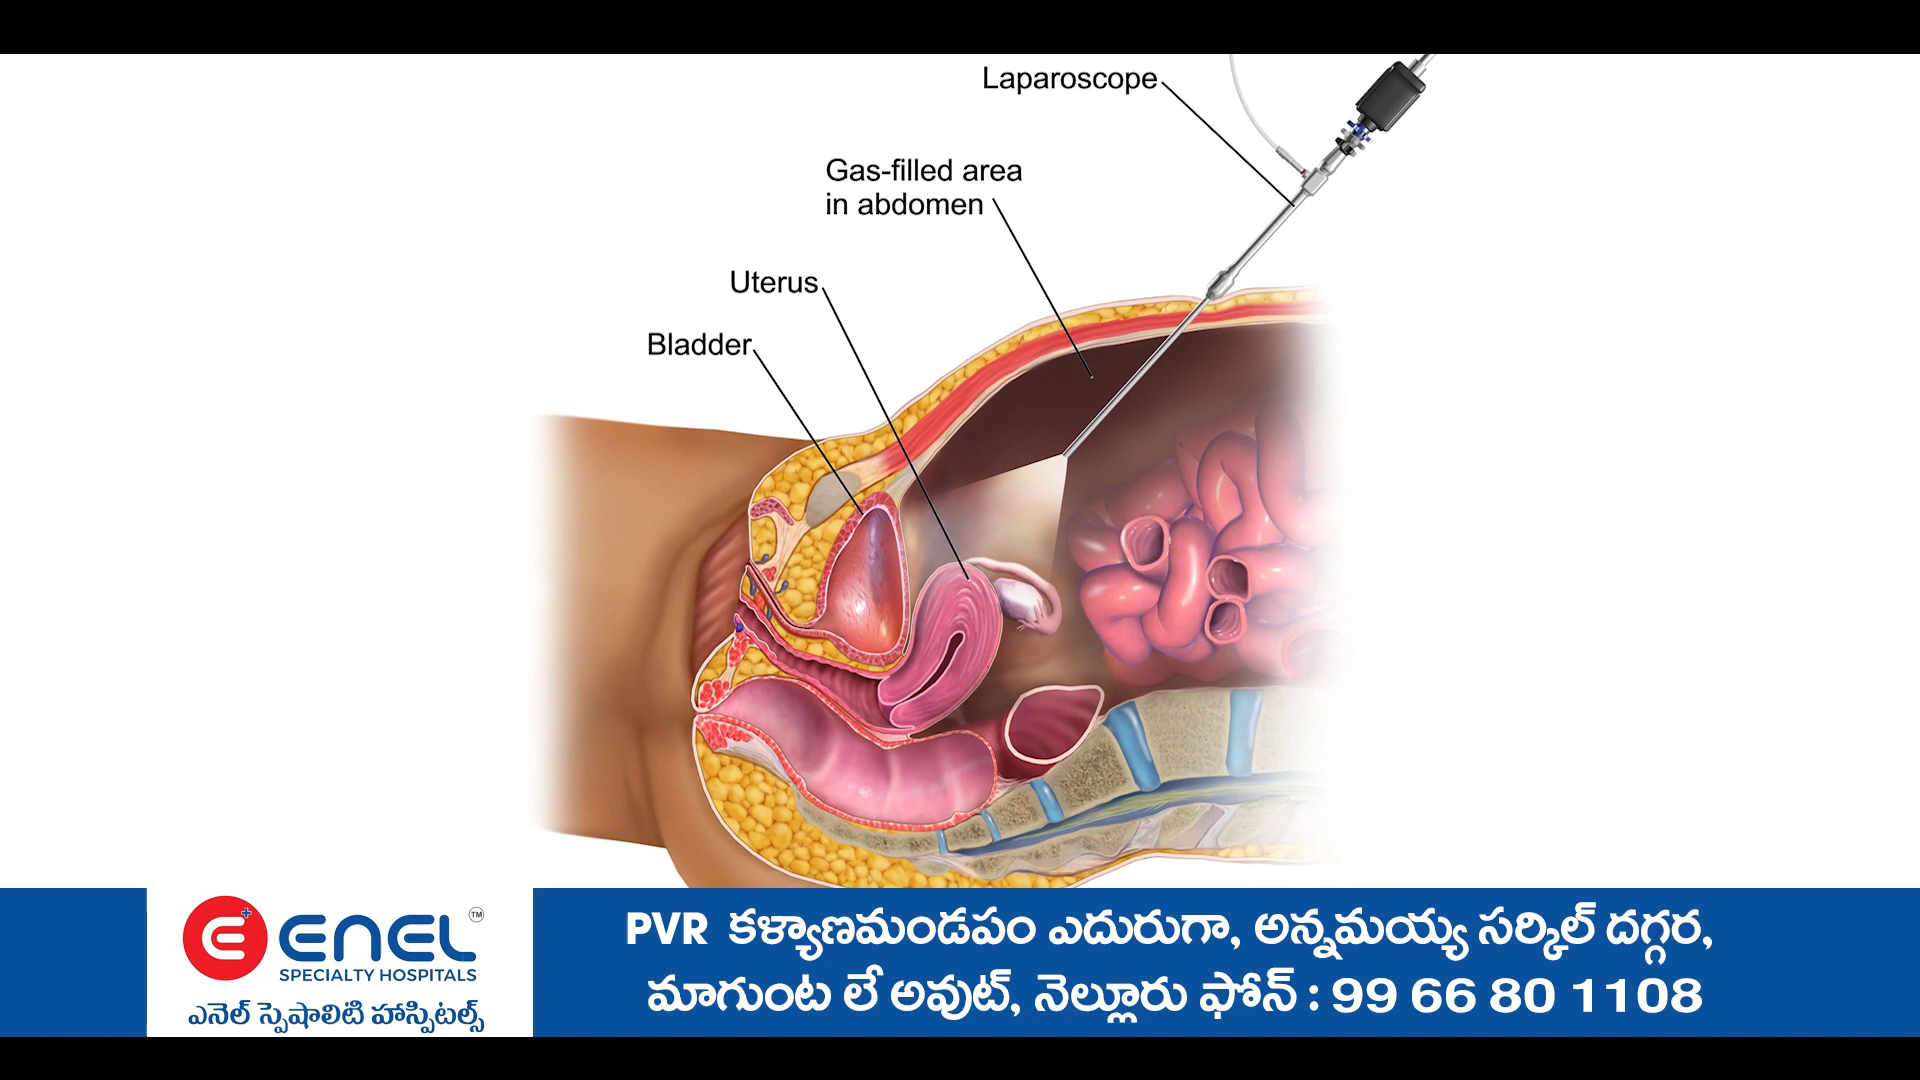 Laparoscope
Gas-filled area
in abdomen
Uterus
Bladder
ENEL TM
SPECIALTY HOSPITALS
ఎనెల్ స్పెషాలిటి హాస్పిటల్స్
PVR కళ్యాణమండపం ఎదురుగా, అన్నమయ్య సర్కిల్ దగ్గర,
మాగుంట లే అవుట్, నెల్లూరు ఫోన్ : 99 66 80 1108